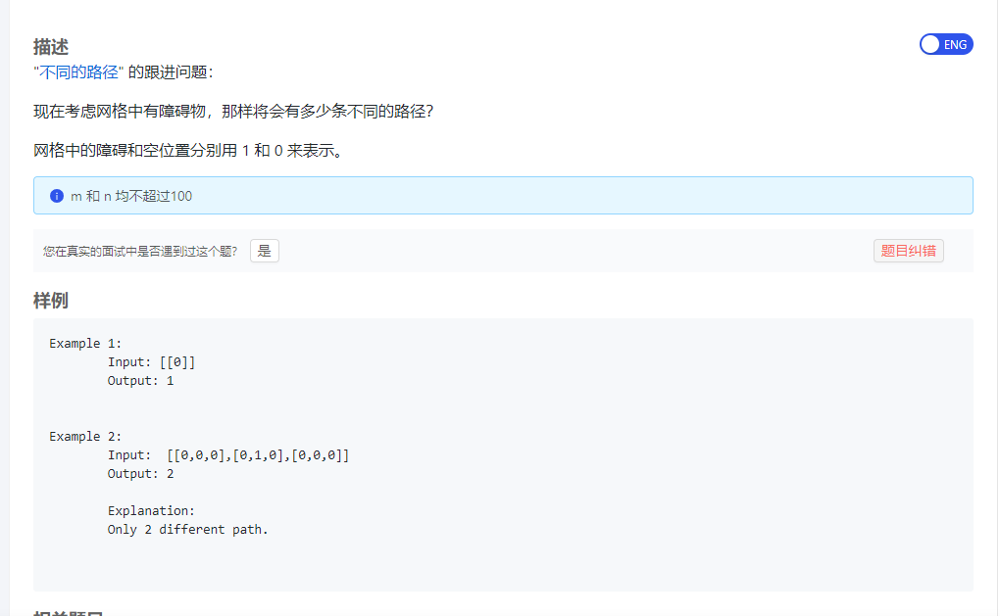 描述
ENG
"不同的路径" 的跟进问题：
现在考虑网格中有障碍物，那样将会有多少条不同的路径？
网格中的障碍和空位置分别用 1 和 0 来表示。
m 和 n 均不超过100
您在真实的面试中是否遇到过这个题？ 是 题目纠错
样例
Example 1:
Input: [[0]]
Output: 1
Example 2:
Input:  [[0,0,0],[0,1,0],[0,0,0]]
Output: 2
Explanation:
Only 2 different path.
相关题目